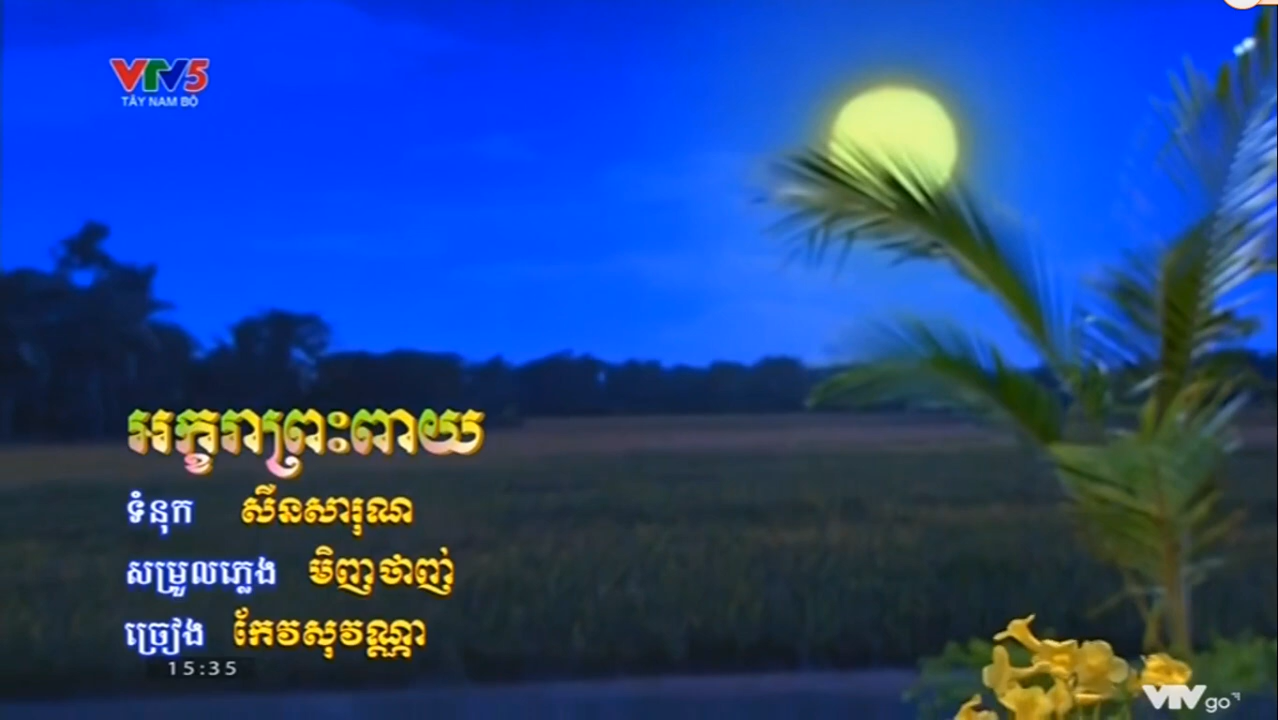 VTV5
TÂY NAM BỘ
អក្ខរាព្រះពាយ
ទំនុក សឺនសារុណ
សម្រួលភ្លេង មិញថាញ់
ច្រៀង កែវសុវណ្ណា
15:35
VTV go